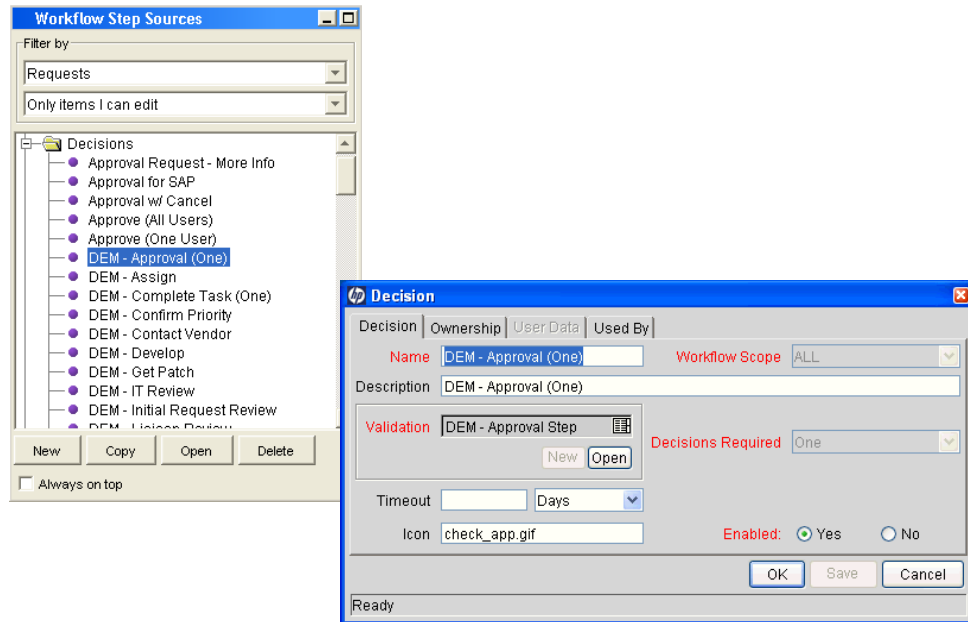 Workflow Step Sources
Filter by
Requests
Only items I can edit
Decisions
Approval Request - More Info
Approval for SAP
Approval w/ Cancel
Approve (All Users)
Approve (One User)
DEM - Approval (One)
DEM - Assign
DEM - Complete Task (One)
DEM - Confirm Priority
DEM - Contact Vendor
DEM - Develop
DEM - Get Patch
DEM - IT Review
DEM - Initial Request Review
DEM - Liaison Review
New Copy Open Delete
Always on top
hp Decision
Decision Ownership User Data Used By
Name DEM - Approval (One) Workflow Scope ALL
Description DEM - Approval (One)
Validation DEM - Approval Step
Decisions Required One
New Open
Timeout Days
Icon check_app.gif Enabled: Yes No
OK Save Cancel
Ready